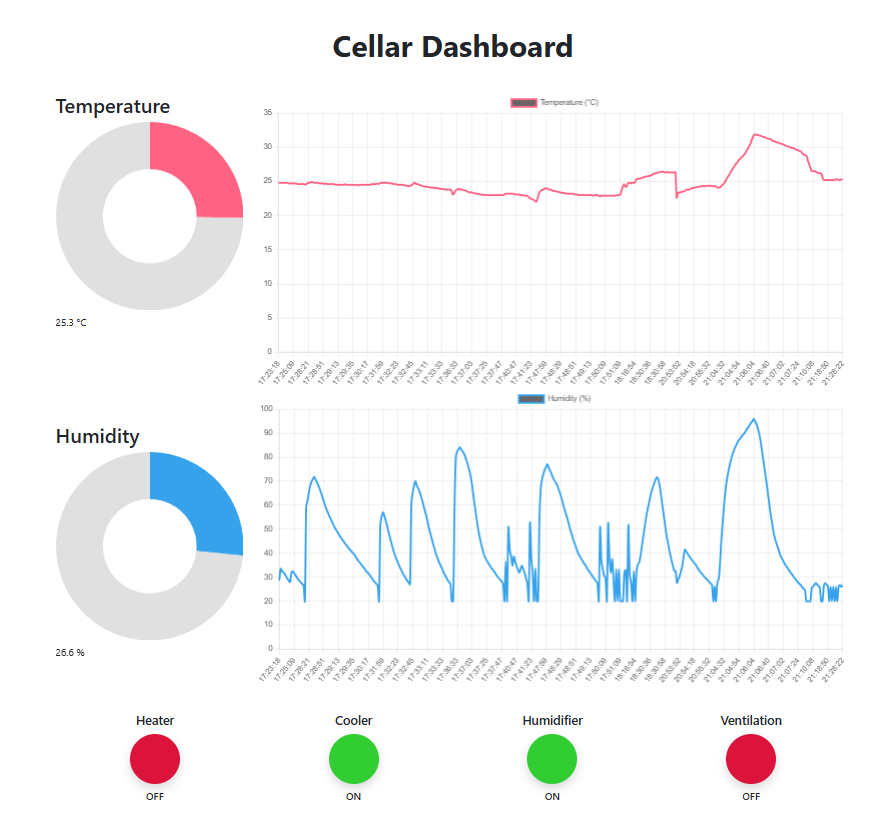 Cellar Dashboard
Temperature
25.3 °C
Temperature (°C)
35
30
25
20
15
10
5
0
17:23:18 17:25:09 17:28:21 17:28:51 17:29:13 17:29:35 17:30:17 17:31:59 17:32:23 17:32:45 17:33:11 17:33:33 17:36:33 17:37:03 17:37:25 17:37:47 17:40:47 17:41:23 17:47:59 17:48:29 17:48:51 17:49:13 17:50:09 17:51:09 18:16:54 18:30:36 18:30:58 20:53:52 20:54:18 20:55:32 21:04:32 21:04:54 21:06:04 21:06:40 21:07:02 21:07:24 21:10:08 21:18:50 21:28:22
Humidity
26.6 %
Humidity (%)
100
90
80
70
60
50
40
30
20
10
0
17:23:18 17:25:09 17:28:21 17:28:51 17:29:13 17:29:35 17:30:17 17:31:59 17:32:23 17:32:45 17:33:11 17:33:33 17:36:33 17:37:03 17:37:25 17:37:47 17:40:47 17:41:23 17:47:59 17:48:29 17:48:51 17:49:13 17:50:09 17:51:09 18:16:54 18:30:36 18:30:58 20:53:52 20:54:18 20:55:32 21:04:32 21:04:54 21:06:04 21:06:40 21:07:02 21:07:24 21:10:08 21:18:50 21:28:22
Heater Cooler Humidifier Ventilation
OFF ON ON OFF